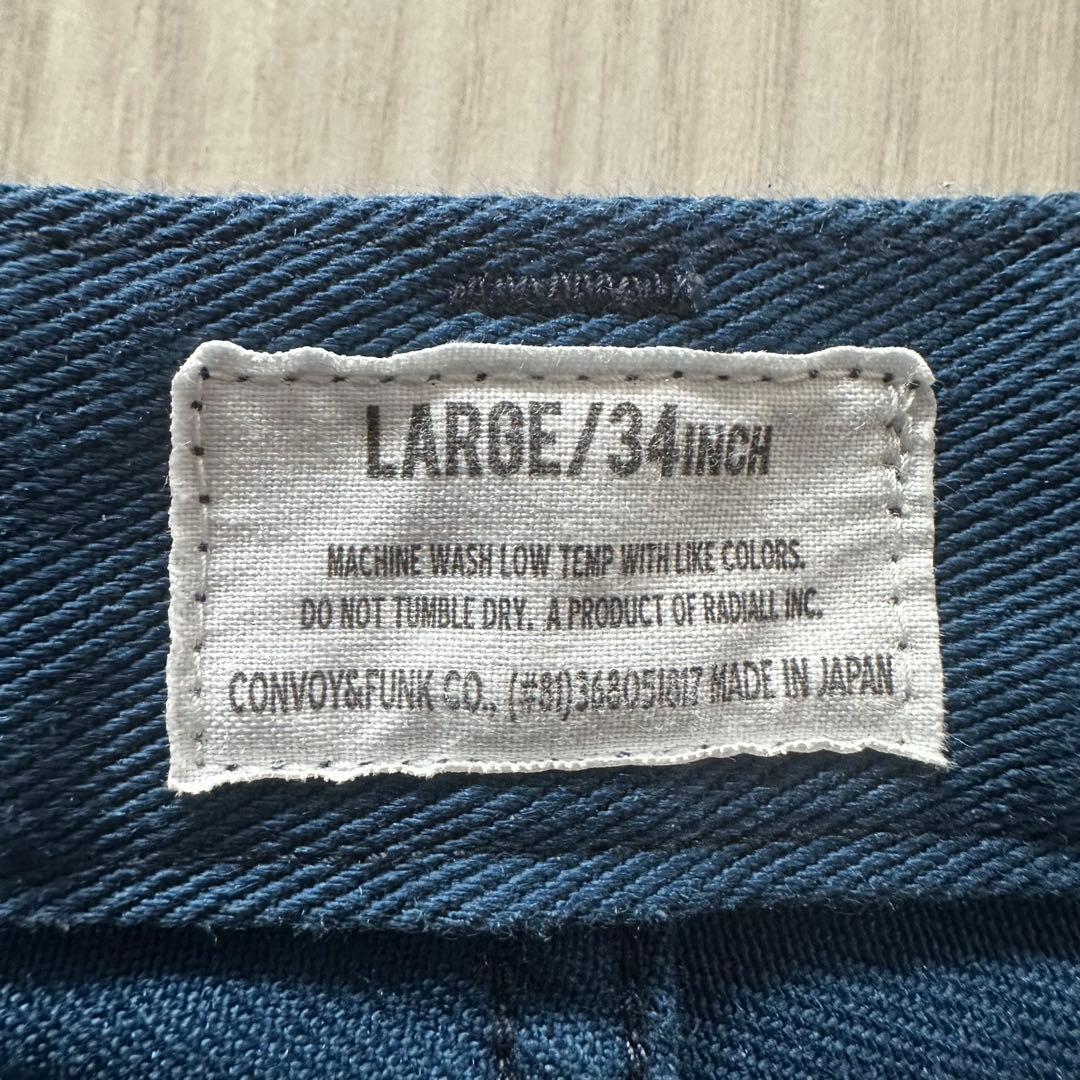 LARGE/34INCH
MACHINE WASH LOW TEMP WITH LIKE COLORS.
DO NOT TUMBLE DRY. A PRODUCT OF RADIALL INC.
CONVOY&FUNK CO., (#81)368051817 MADE IN JAPAN